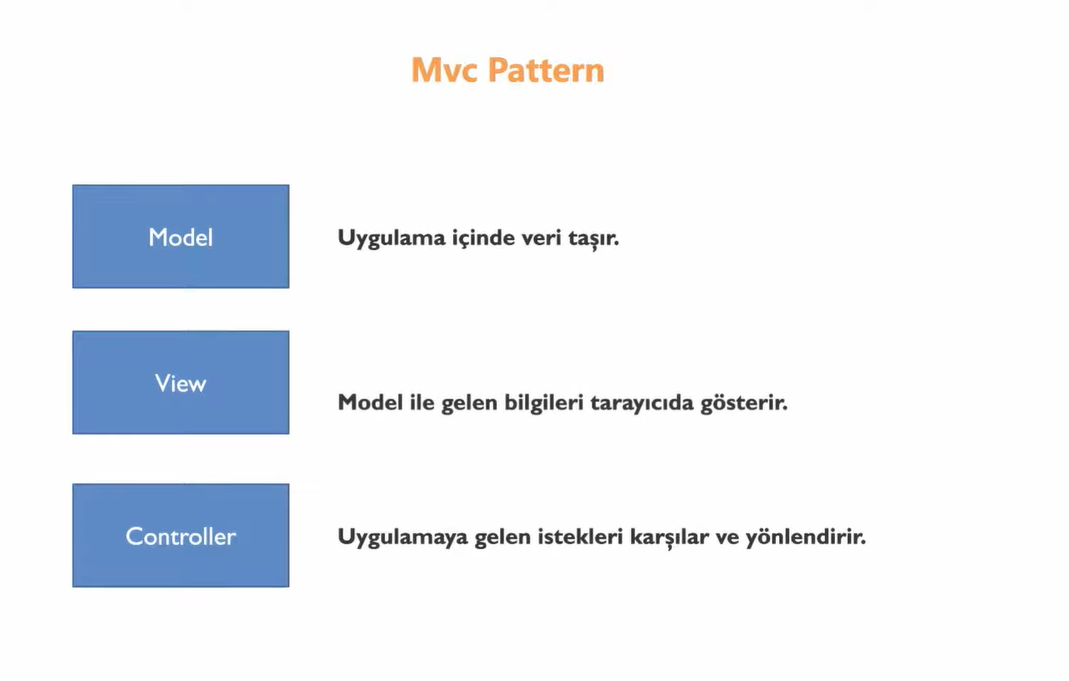 Mvc Pattern
Model
Uygulama içinde veri taşır.
View
Model ile gelen bilgileri tarayıcıda gösterir.
Controller
Uygulamaya gelen istekleri karşılar ve yönlendirir.